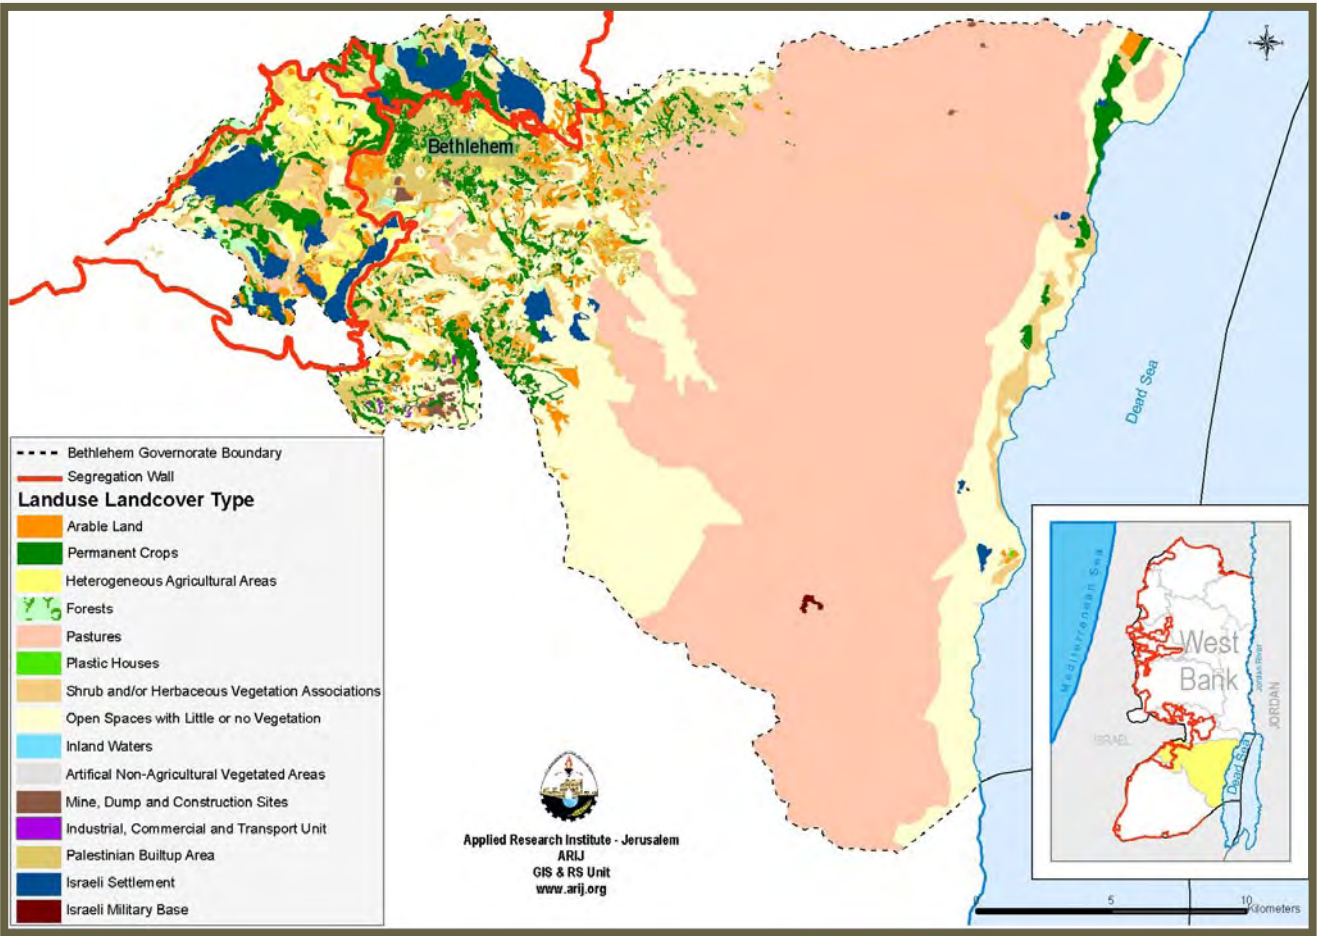 Bethlehem
Dead Sea
Bethlehem Governorate Boundary
Segregation Wall
Landuse Landcover Type
Arable Land
Permanent Crops
Heterogeneous Agricultural Areas
Forests
Pastures
Plastic Houses
Shrub and/or Herbaceous Vegetation Associations
Open Spaces with Little or no Vegetation
Inland Waters
Artifical Non-Agricultural Vegetated Areas
Mine, Dump and Construction Sites
Industrial, Commercial and Transport Unit
Palestinian Builtup Area
Israeli Settlement
Israeli Military Base
Applied Research Institute - Jerusalem
ARIJ
GIS & RS Unit
www.arij.org
Mediterranean Sea
West
Bank
Jordan River
JORDAN
ISRAEL
Dead Sea
0 5 10
Kilometers